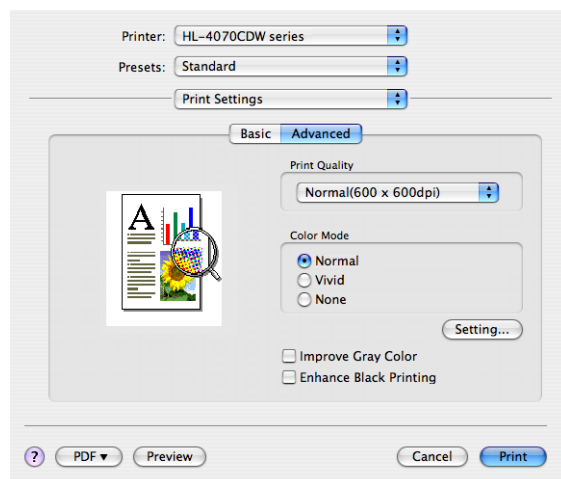 Printer: HL-4070CDW series
Presets: Standard
Print Settings
Basic Advanced
Print Quality
Normal(600 x 600dpi)
Color Mode
Normal
Vivid
None
Setting...
Improve Gray Color
Enhance Black Printing
A
? PDF ▼ Preview Cancel Print